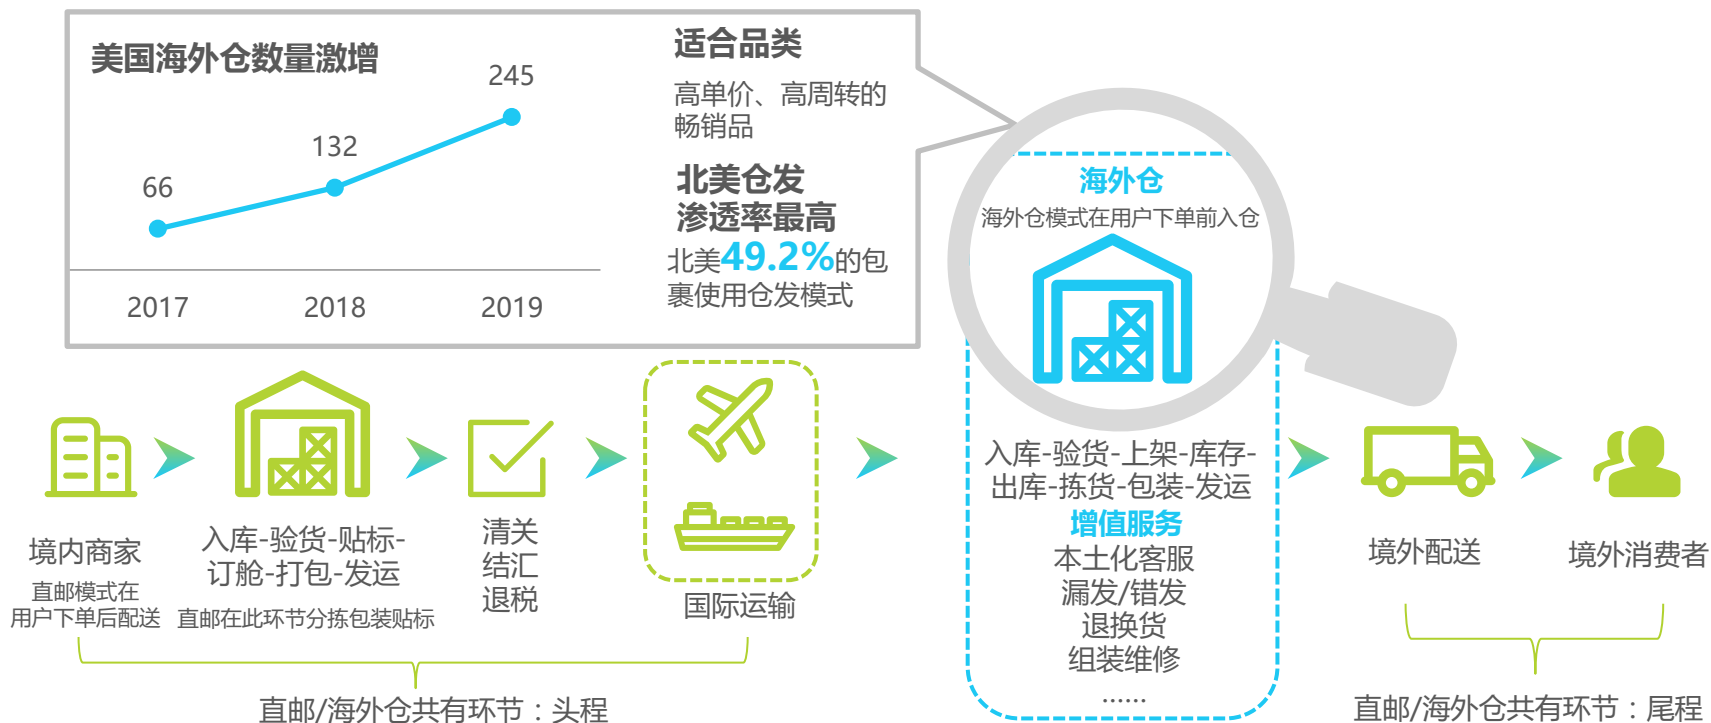 美国海外仓数量激增
245
132
66
2017
2018
2019
适合品类
高单价、高周转的
畅销品
北美仓发
渗透率最高
北美49.2%的包
裹使用仓发模式
海外仓
海外仓模式在用户下单前入仓
境内商家
直邮模式在
用户下单后配送
入库-验货-贴标-
订舱-打包-发运
直邮在此环节分拣包装贴标
清关
结汇
退税
国际运输
入库-验货-上架-库存-
出库-拣货-包装-发运
增值服务
本土化客服
漏发/错发
退换货
组装维修
......
境外配送
境外消费者
直邮/海外仓共有环节：头程
直邮/海外仓共有环节：尾程